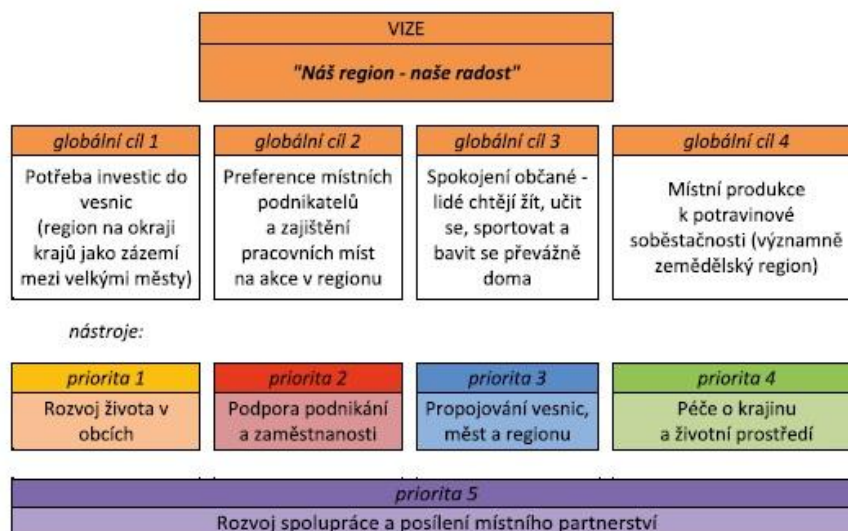 VIZE
"Náš region - naše radost"
globální cíl 1
Potřeba investic do
vesnic
(region na okraji
krajů jako zázemí
mezi velkými městy)
globální cíl 2
Preference místních
podnikatelů
a zajištění
pracovních míst
na akce v regionu
globální cíl 3
Spokojení občané -
lidé chtějí žít, učit
se, sportovat a
bavit se převážně
doma
globální cíl 4
Místní produkce
k potravinové
soběstačnosti (významně
zemědělský region)
nástroje:
priorita 1
Rozvoj života v
obcích
priorita 2
Podpora podnikání
a zaměstnanosti
priorita 3
Propojování vesnic,
měst a regionu
priorita 4
Péče o krajinu
a životní prostředí
priorita 5
Rozvoj spolupráce a posílení místního partnerství